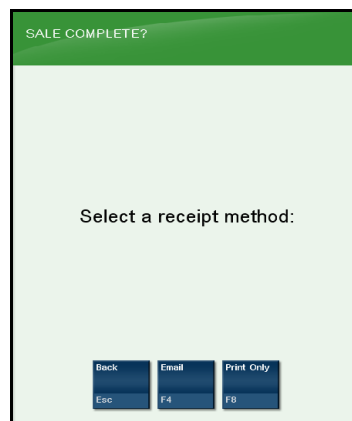 SALE COMPLETE?
Select a receipt method:
Back Email Print Only
Esc F4 F8